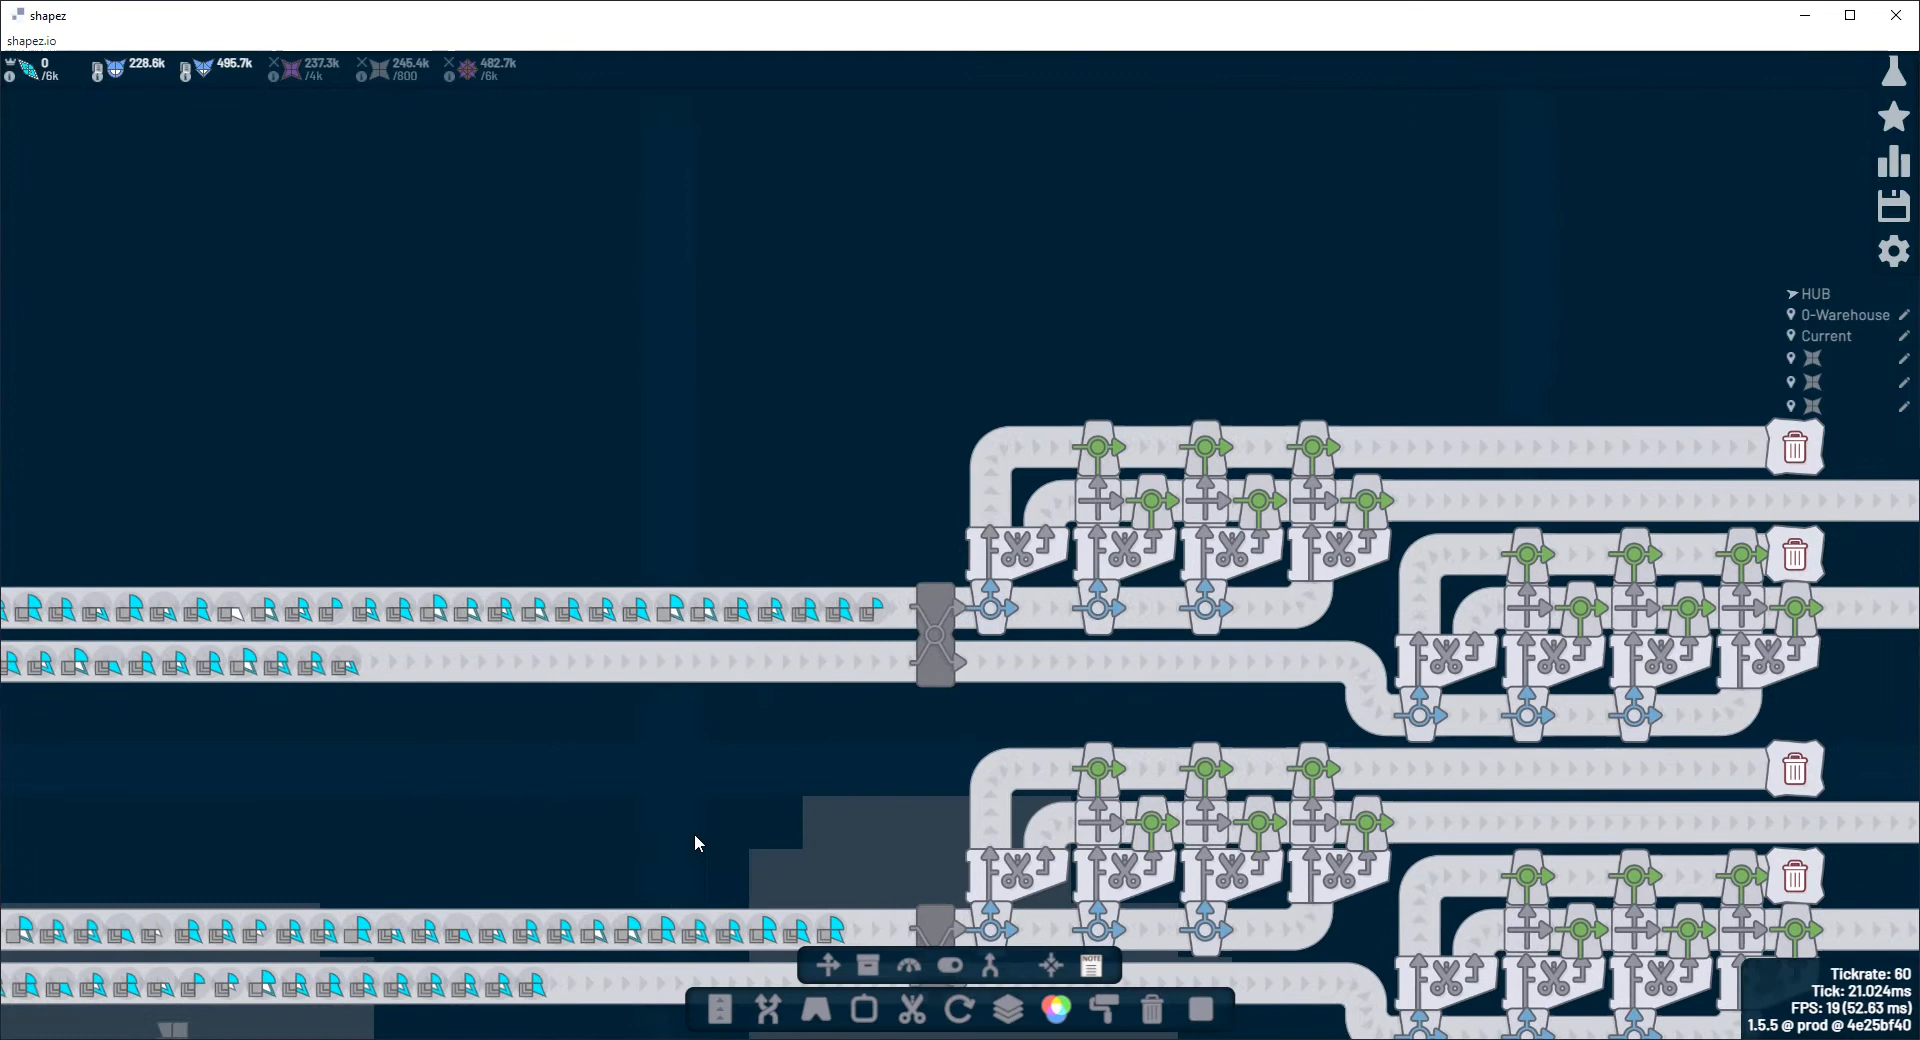 shapez
shapez.io
0
/6k
228.6k
495.7k
237.3k
/4k
245.4k
/800
482.7k
/6k
HUB
0-Warehouse
Current
NOTE
Tickrate: 60
Tick: 21.024ms
FPS: 19 (52.63 ms)
1.5.5 @ prod @ 4e25bf40